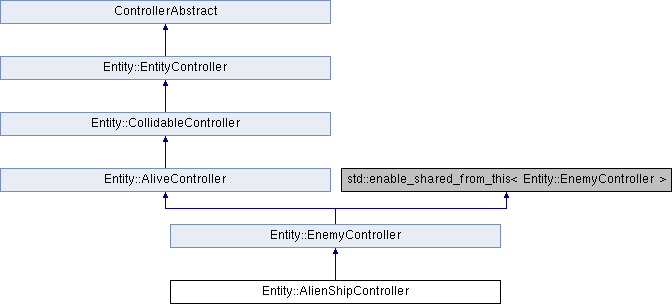 ControllerAbstract
Entity::EntityController
Entity::CollidableController
Entity::AliveController
std::enable_shared_from_this< Entity::EnemyController >
Entity::EnemyController
Entity::AlienShipController